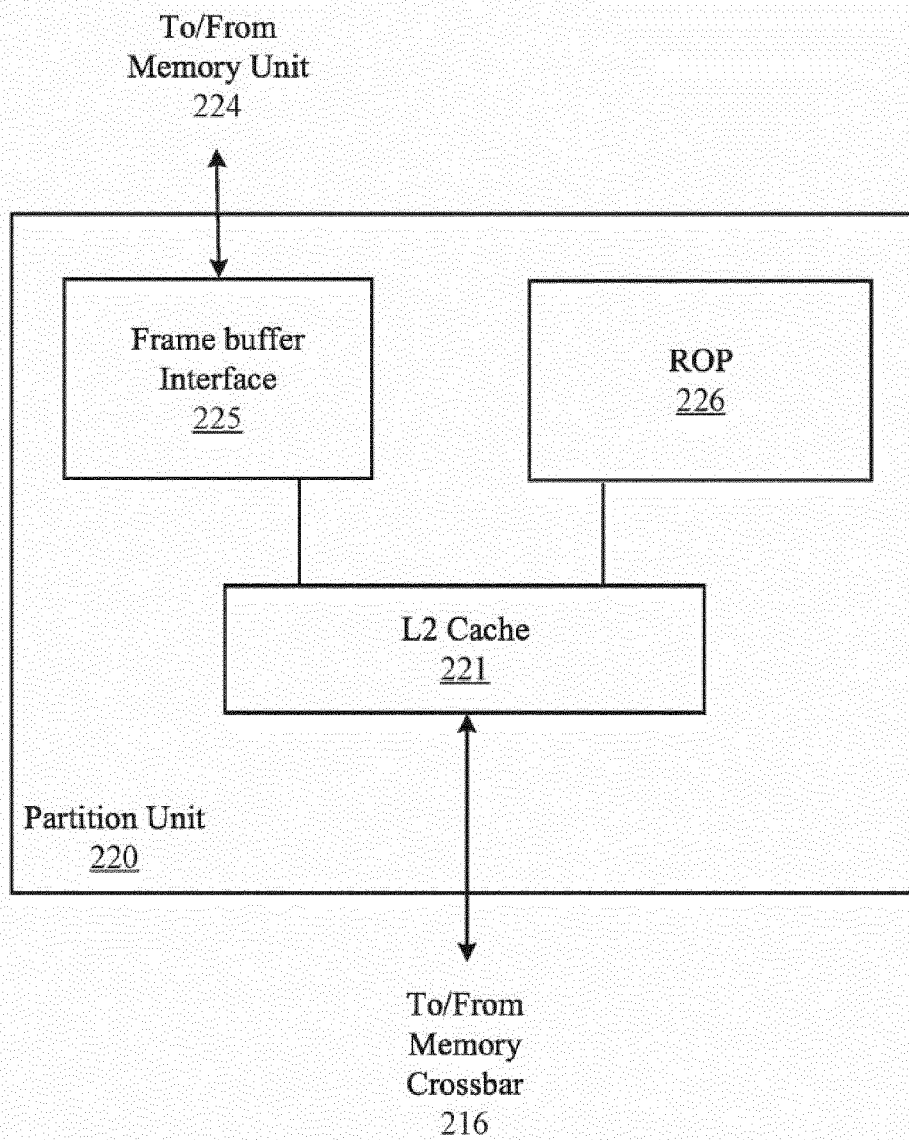 To/From
Memory Unit
224
Frame buffer
Interface
225
ROP
226
L2 Cache
221
Partition Unit
220
To/From
Memory
Crossbar
216